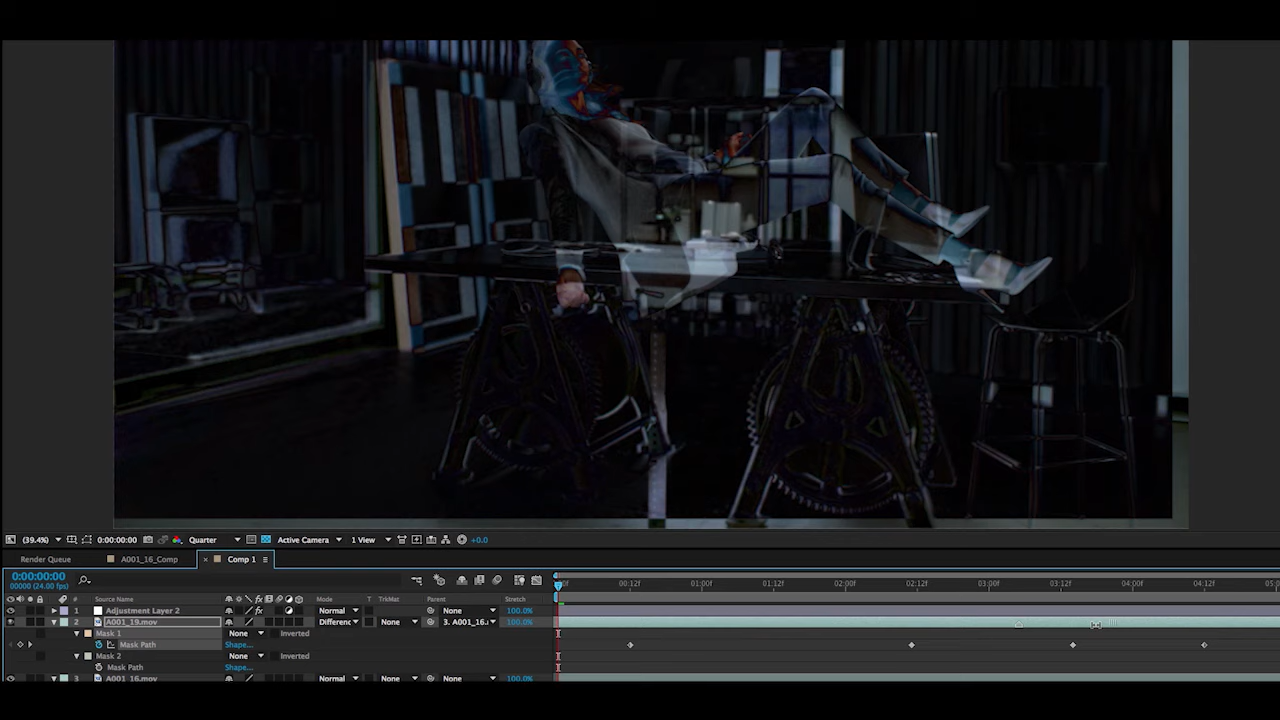 (39.4%) 0:00:00:00 Quarter Active Camera 1 View +0.0
Render Queue A001_16_Comp × Comp 1
0:00:00:00
00000 (24.00 fps) 00:12f 01:00f 01:12f 02:00f 02:12f 03:00f 03:12f 04:00f 04:12f
# Source Name Mode T TrkMat Parent Stretch
1 Adjustment Layer 2 fx Normal None 100.0%
2 A001_19.mov Differenc None 3. A001_16. 100.0%
Mask 1 None Inverted
Mask Path Shape...
Mask 2 None Inverted
Mask Path Shape...
3 A001_16.mov Normal None None 100.0%